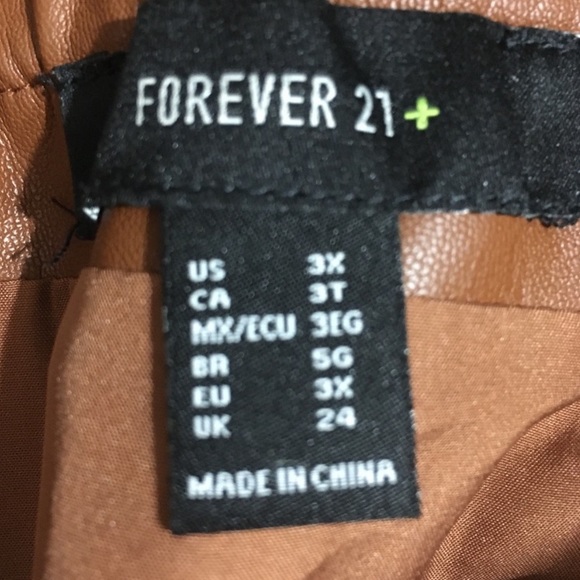 FOREVER 21+
US 3X
CA 3T
MX/ECU 3EG
BR 5G
EU 3X
UK 24
MADE IN CHINA